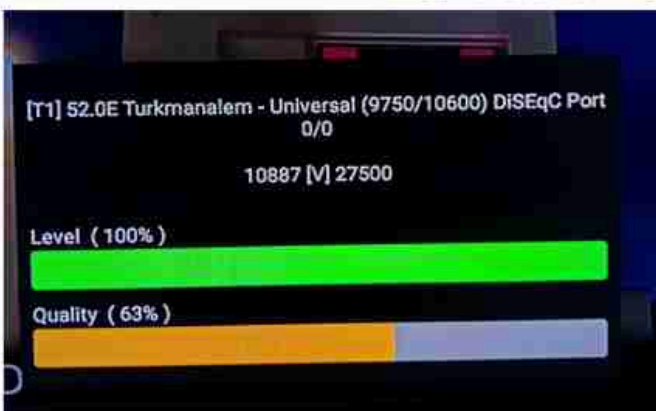 [T1] 52.0E Turkmanalem - Universal (9750/10600) DiSEqC Port
0/0
10887 [V] 27500
Level ( 100% )
Quality ( 63% )